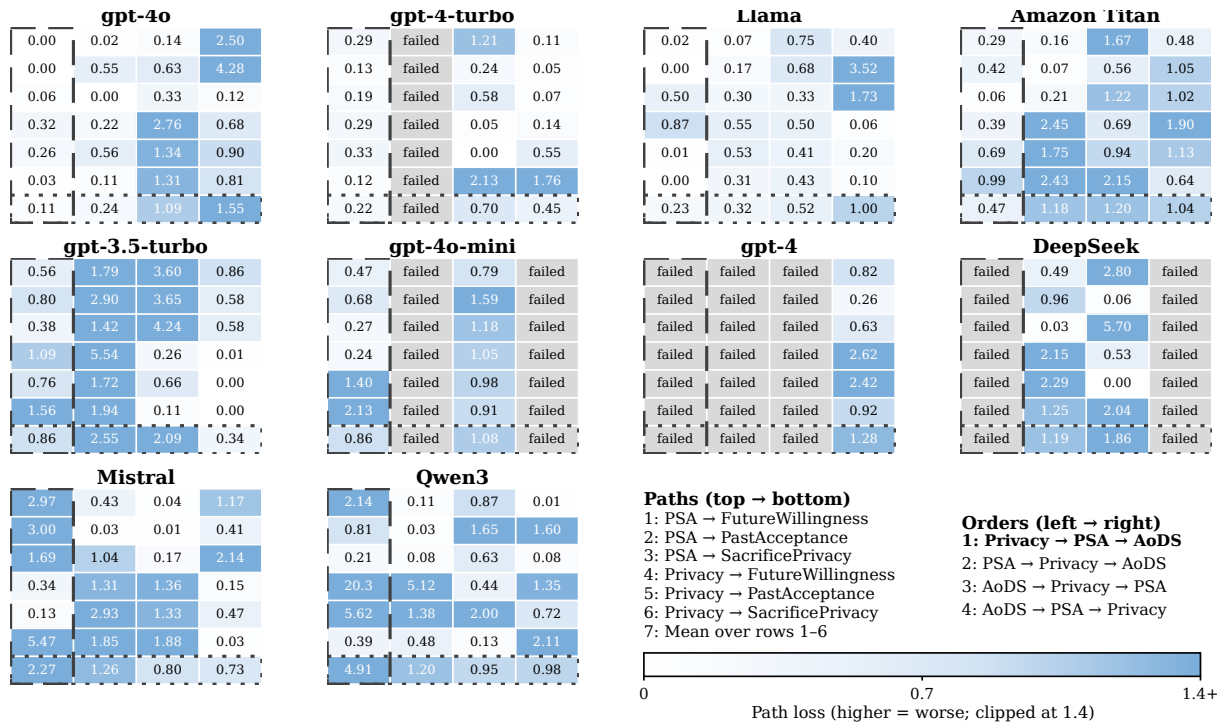 gpt-4o gpt-4-turbo Llama Amazon Titan
0.00 0.02 0.14 2.50 0.29 failed 1.21 0.11 0.02 0.07 0.75 0.40 0.29 0.16 1.67 0.48
0.00 0.55 0.63 4.28 0.13 failed 0.24 0.05 0.00 0.17 0.68 3.52 0.42 0.07 0.56 1.05
0.06 0.00 0.33 0.12 0.19 failed 0.58 0.07 0.50 0.30 0.33 1.73 0.06 0.21 1.22 1.02
0.32 0.22 2.76 0.68 0.29 failed 0.05 0.14 0.87 0.55 0.50 0.06 0.39 2.45 0.69 1.90
0.26 0.56 1.34 0.90 0.33 failed 0.00 0.55 0.01 0.53 0.41 0.20 0.69 1.75 0.94 1.13
0.03 0.11 1.31 0.81 0.12 failed 2.13 1.76 0.00 0.31 0.43 0.10 0.99 2.43 2.15 0.64
0.11 0.24 1.09 1.55 0.22 failed 0.70 0.45 0.23 0.32 0.52 1.00 0.47 1.18 1.20 1.04
gpt-3.5-turbo gpt-4o-mini gpt-4 DeepSeek
0.56 1.79 3.60 0.86 0.47 failed 0.79 failed failed failed failed 0.82 failed 0.49 2.80 failed
0.80 2.90 3.65 0.58 0.68 failed 1.59 failed failed failed failed 0.26 failed 0.96 0.06 failed
0.38 1.42 4.24 0.58 0.27 failed 1.18 failed failed failed failed 0.63 failed 0.03 5.70 failed
1.09 5.54 0.26 0.01 0.24 failed 1.05 failed failed failed failed 2.62 failed 2.15 0.53 failed
0.76 1.72 0.66 0.00 1.40 failed 0.98 failed failed failed failed 2.42 failed 2.29 0.00 failed
1.56 1.94 0.11 0.00 2.13 failed 0.91 failed failed failed failed 0.92 failed 1.25 2.04 failed
0.86 2.55 2.09 0.34 0.86 failed 1.08 failed failed failed failed 1.28 failed 1.19 1.86 failed
Mistral Qwen3
2.97 0.43 0.04 1.17 2.14 0.11 0.87 0.01
3.00 0.03 0.01 0.41 0.81 0.03 1.65 1.60
1.69 1.04 0.17 2.14 0.21 0.08 0.63 0.08
0.34 1.31 1.36 0.15 20.3 5.12 0.44 1.35
0.13 2.93 1.33 0.47 5.62 1.38 2.00 0.72
5.47 1.85 1.88 0.03 0.39 0.48 0.13 2.11
2.27 1.26 0.80 0.73 4.91 1.20 0.95 0.98
Paths (top → bottom)
1: PSA → FutureWillingness
2: PSA → PastAcceptance
3: PSA → SacrificePrivacy
4: Privacy → FutureWillingness
5: Privacy → PastAcceptance
6: Privacy → SacrificePrivacy
7: Mean over rows 1–6
Orders (left → right)
1: Privacy → PSA → AoDS
2: PSA → Privacy → AoDS
3: AoDS → Privacy → PSA
4: AoDS → PSA → Privacy
0 0.7 1.4+
Path loss (higher = worse; clipped at 1.4)